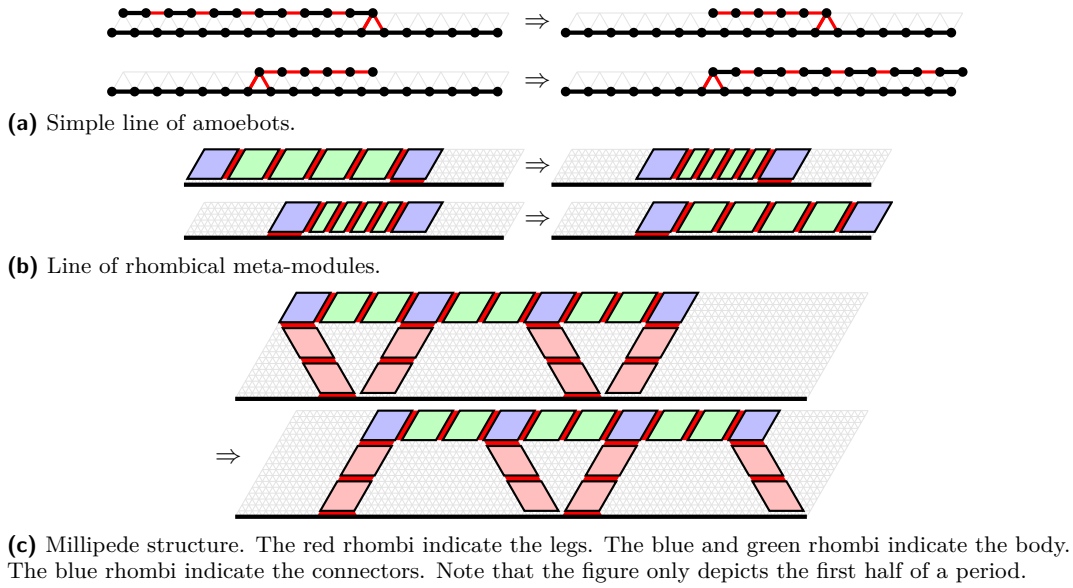 ⇒
⇒
(a) Simple line of amoebots.
⇒
⇒
(b) Line of rhombical meta-modules.
⇒
(c) Millipede structure. The red rhombi indicate the legs. The blue and green rhombi indicate the body.
The blue rhombi indicate the connectors. Note that the figure only depicts the first half of a period.